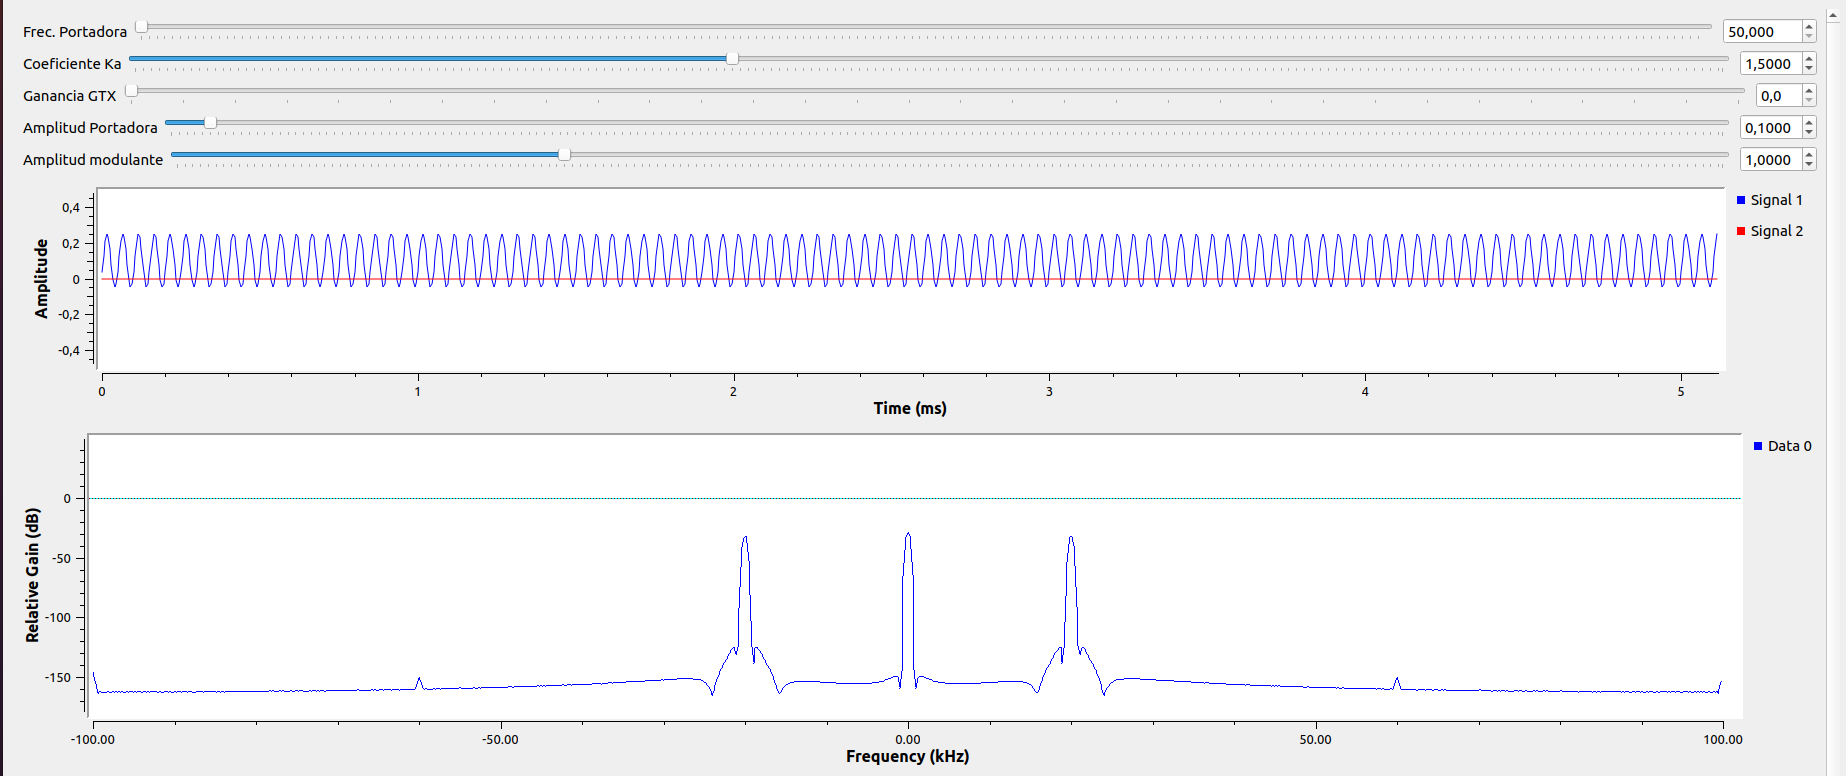 Frec. Portadora 50,000
Coeficiente Ka 1,5000
Ganancia GTX 0,0
Amplitud Portadora 0,1000
Amplitud modulante 1,0000
Amplitude
0,4
0,2
0
-0,2
-0,4
0 1 2 3 4 5
Time (ms)
Signal 1
Signal 2
Relative Gain (dB)
0
-50
-100
-150
-100.00 -50.00 0.00 50.00 100.00
Frequency (kHz)
Data 0